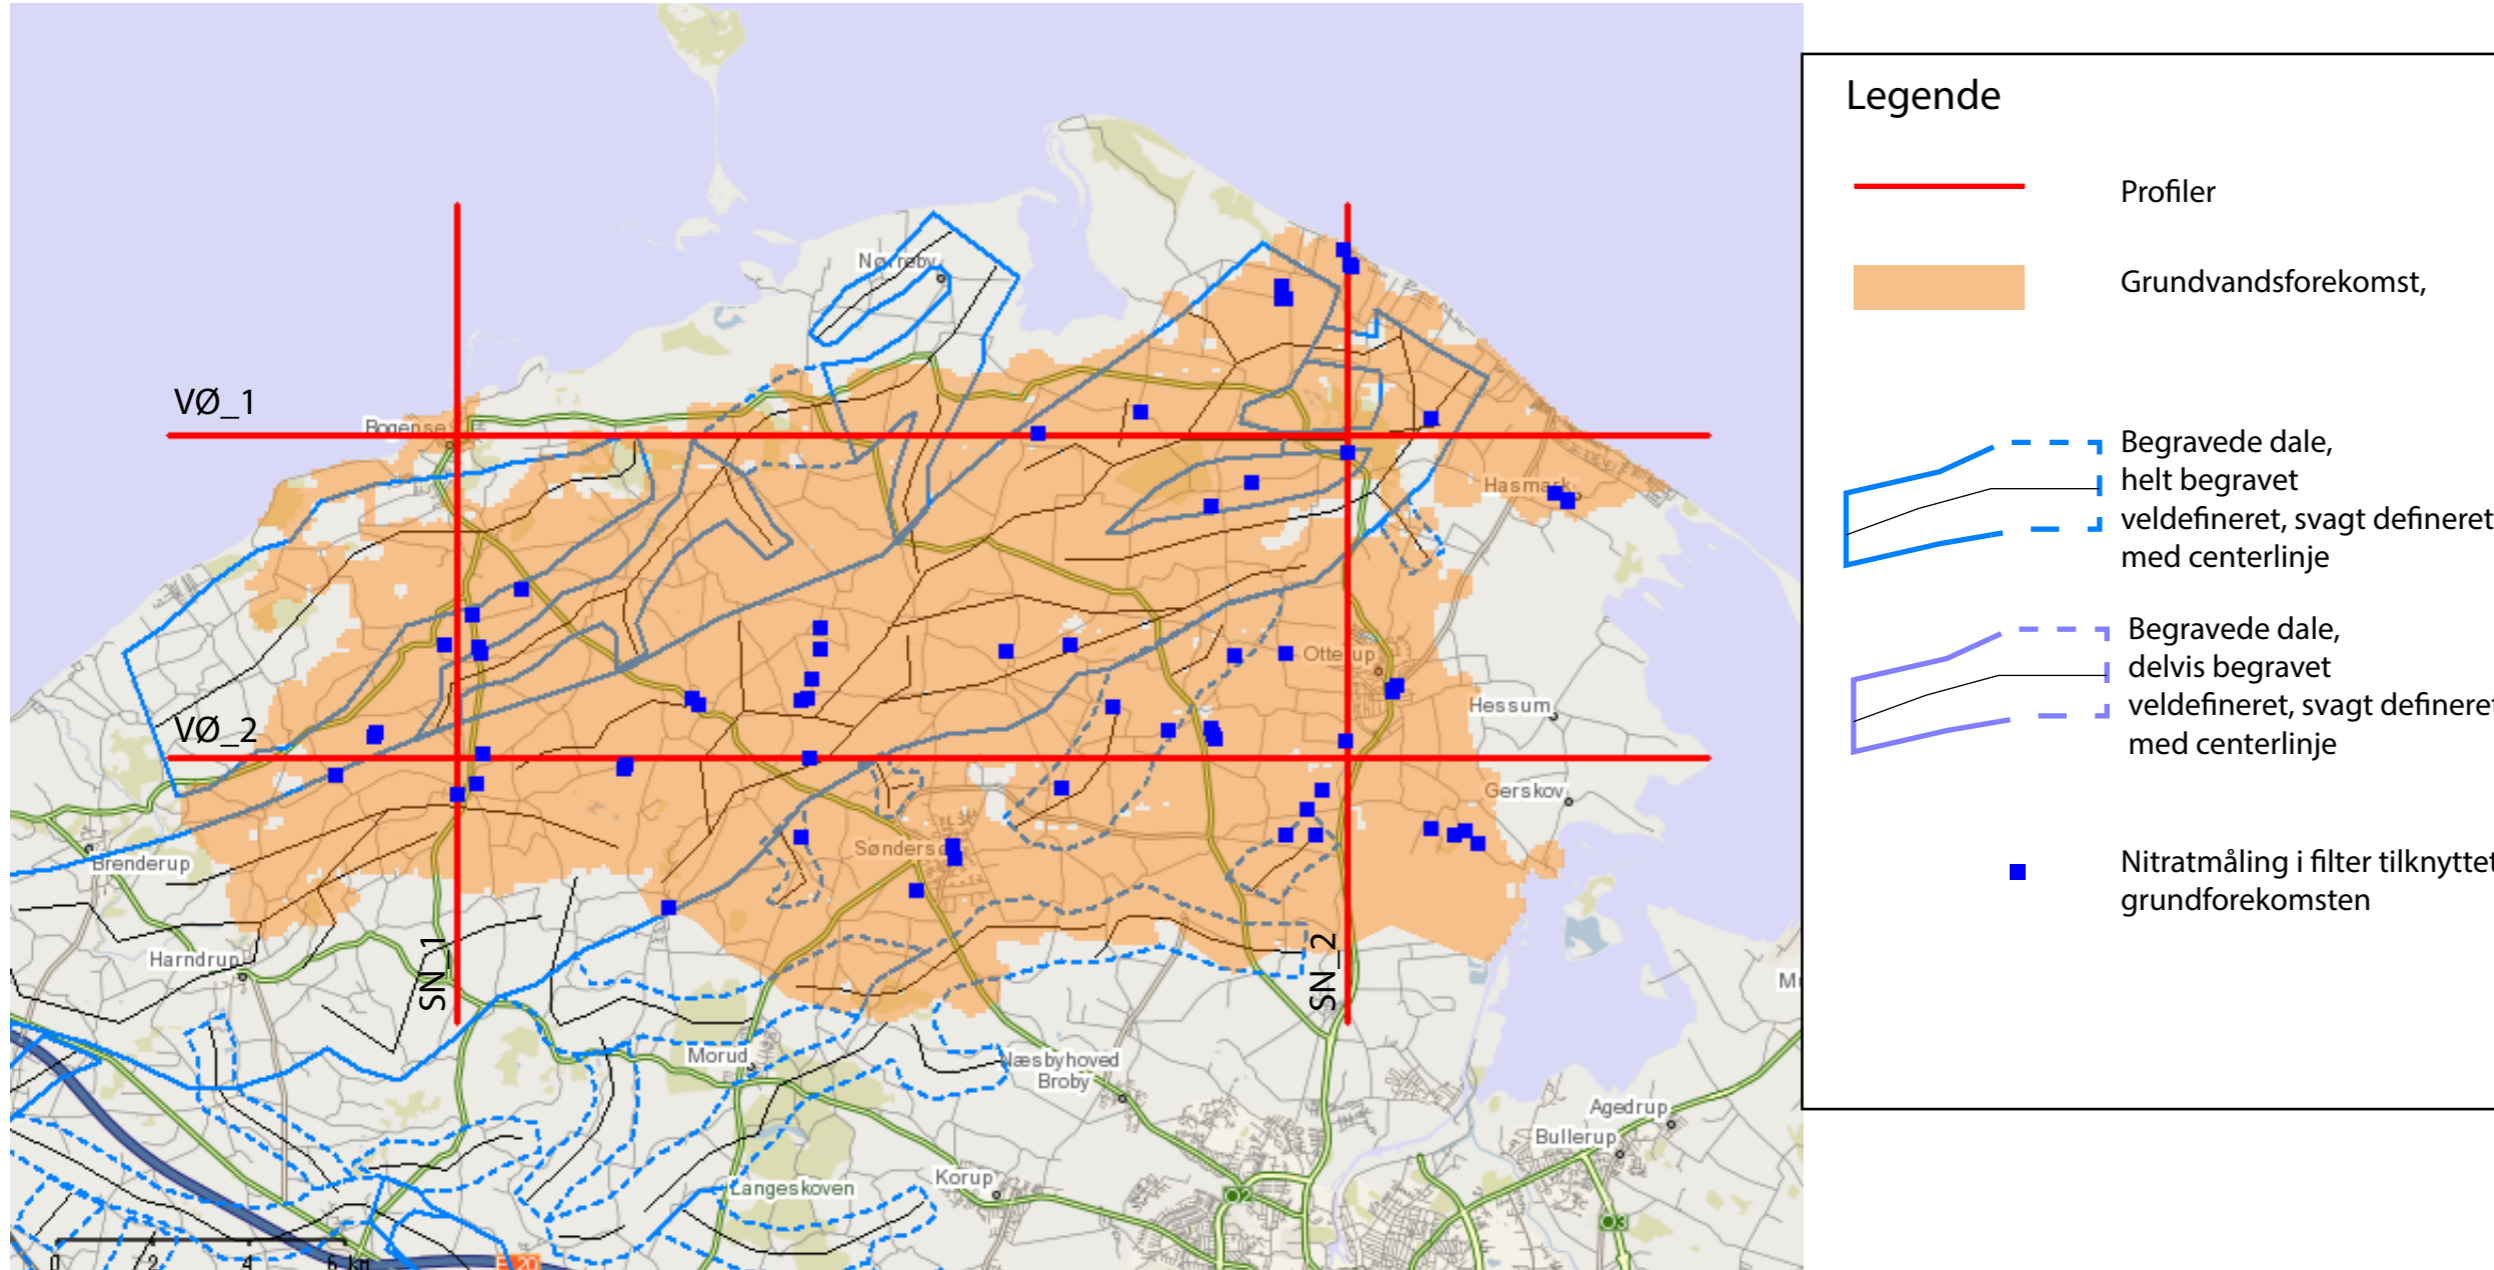 Legende
Profiler
Grundvandsforekomst,
Begravede dale,
helt begravet
veldefineret, svagt defineret
med centerlinje
Begravede dale,
delvis begravet
veldefineret, svagt defineret
med centerlinje
Nitratmåling i filter tilknyttet
grundforekomsten
Nørreby
VØ_1
Bogense
Hasmark
Otterup
Hessum
VØ_2
Gerskov
Brenderup
Harndrup
SN_1
SN_2
Morud
Næsbyhoved
Broby
Agedrup
Bullerup
Langeskoven
Korup
0 2 4 6 km
E 20